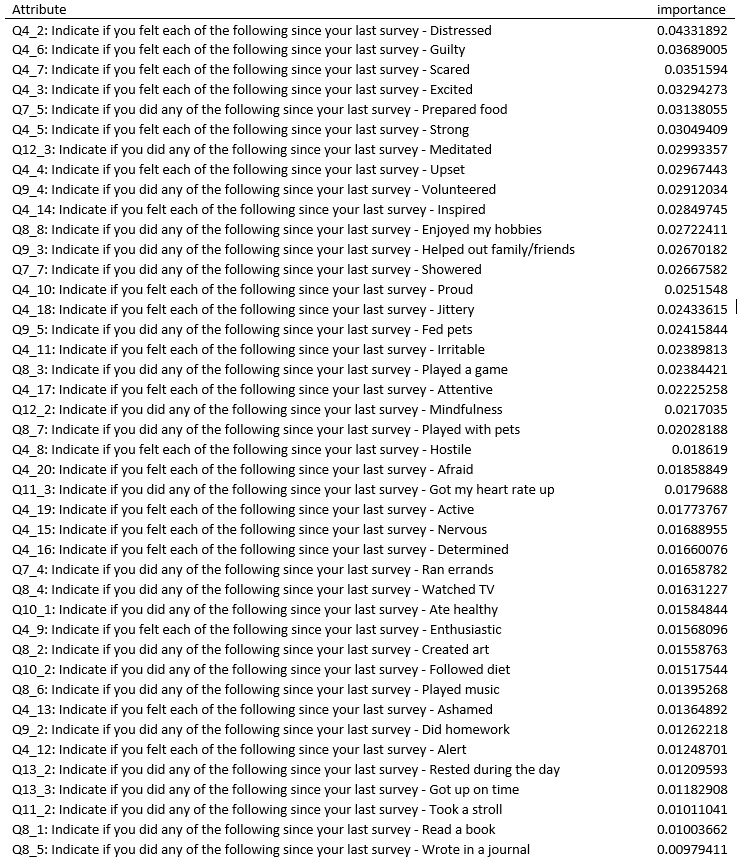 Attribute importance
Q4_2: Indicate if you felt each of the following since your last survey - Distressed 0.04331892
Q4_6: Indicate if you felt each of the following since your last survey - Guilty 0.03689005
Q4_7: Indicate if you felt each of the following since your last survey - Scared 0.0351594
Q4_3: Indicate if you felt each of the following since your last survey - Excited 0.03294273
Q7_5: Indicate if you did any of the following since your last survey - Prepared food 0.03138055
Q4_5: Indicate if you felt each of the following since your last survey - Strong 0.03049409
Q12_3: Indicate if you did any of the following since your last survey - Meditated 0.02993357
Q4_4: Indicate if you felt each of the following since your last survey - Upset 0.02967443
Q9_4: Indicate if you did any of the following since your last survey - Volunteered 0.02912034
Q4_14: Indicate if you felt each of the following since your last survey - Inspired 0.02849745
Q8_8: Indicate if you did any of the following since your last survey - Enjoyed my hobbies 0.02722411
Q9_3: Indicate if you did any of the following since your last survey - Helped out family/friends 0.02670182
Q7_7: Indicate if you did any of the following since your last survey - Showered 0.02667582
Q4_10: Indicate if you felt each of the following since your last survey - Proud 0.0251548
Q4_18: Indicate if you felt each of the following since your last survey - Jittery 0.02433615
Q9_5: Indicate if you did any of the following since your last survey - Fed pets 0.02415844
Q4_11: Indicate if you felt each of the following since your last survey - Irritable 0.02389813
Q8_3: Indicate if you did any of the following since your last survey - Played a game 0.02384421
Q4_17: Indicate if you felt each of the following since your last survey - Attentive 0.02225258
Q12_2: Indicate if you did any of the following since your last survey - Mindfulness 0.0217035
Q8_7: Indicate if you did any of the following since your last survey - Played with pets 0.02028188
Q4_8: Indicate if you felt each of the following since your last survey - Hostile 0.018619
Q4_20: Indicate if you felt each of the following since your last survey - Afraid 0.01858849
Q11_3: Indicate if you did any of the following since your last survey - Got my heart rate up 0.0179688
Q4_19: Indicate if you felt each of the following since your last survey - Active 0.01773767
Q4_15: Indicate if you felt each of the following since your last survey - Nervous 0.01688955
Q4_16: Indicate if you felt each of the following since your last survey - Determined 0.01660076
Q7_4: Indicate if you did any of the following since your last survey - Ran errands 0.01658782
Q8_4: Indicate if you did any of the following since your last survey - Watched TV 0.01631227
Q10_1: Indicate if you did any of the following since your last survey - Ate healthy 0.01584844
Q4_9: Indicate if you felt each of the following since your last survey - Enthusiastic 0.01568096
Q8_2: Indicate if you did any of the following since your last survey - Created art 0.01558763
Q10_2: Indicate if you did any of the following since your last survey - Followed diet 0.01517544
Q8_6: Indicate if you did any of the following since your last survey - Played music 0.01395268
Q4_13: Indicate if you felt each of the following since your last survey - Ashamed 0.01364892
Q9_2: Indicate if you did any of the following since your last survey - Did homework 0.01262218
Q4_12: Indicate if you felt each of the following since your last survey - Alert 0.01248701
Q13_2: Indicate if you did any of the following since your last survey - Rested during the day 0.01209593
Q13_3: Indicate if you did any of the following since your last survey - Got up on time 0.01182908
Q11_2: Indicate if you did any of the following since your last survey - Took a stroll 0.01011041
Q8_1: Indicate if you did any of the following since your last survey - Read a book 0.01003662
Q8_5: Indicate if you did any of the following since your last survey - Wrote in a journal 0.00979411